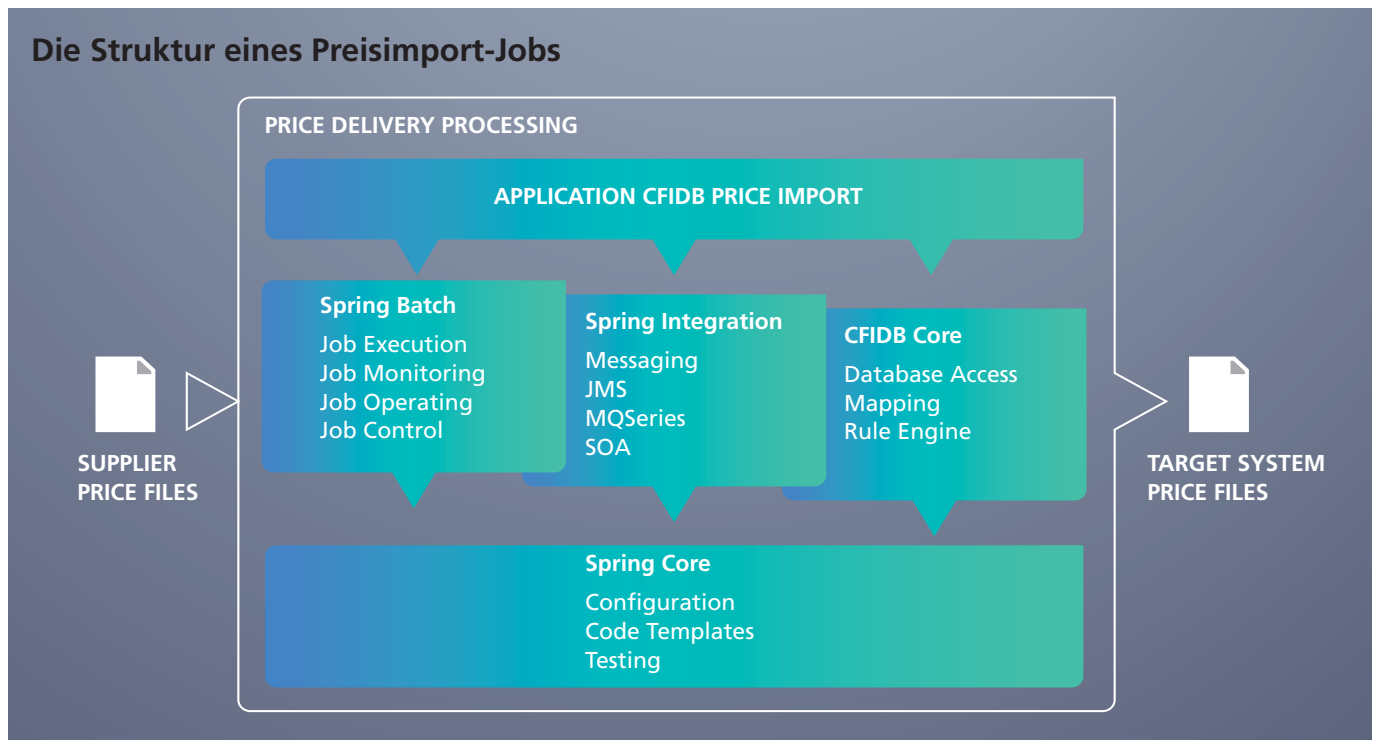 Die Struktur eines Preisimport-Jobs
PRICE DELIVERY PROCESSING
APPLICATION CFIDB PRICE IMPORT
Spring Batch
Job Execution
Job Monitoring
Job Operating
Job Control
Spring Integration
Messaging
JMS
MQSeries
SOA
CFIDB Core
Database Access
Mapping
Rule Engine
SUPPLIER
PRICE FILES
TARGET SYSTEM
PRICE FILES
Spring Core
Configuration
Code Templates
Testing